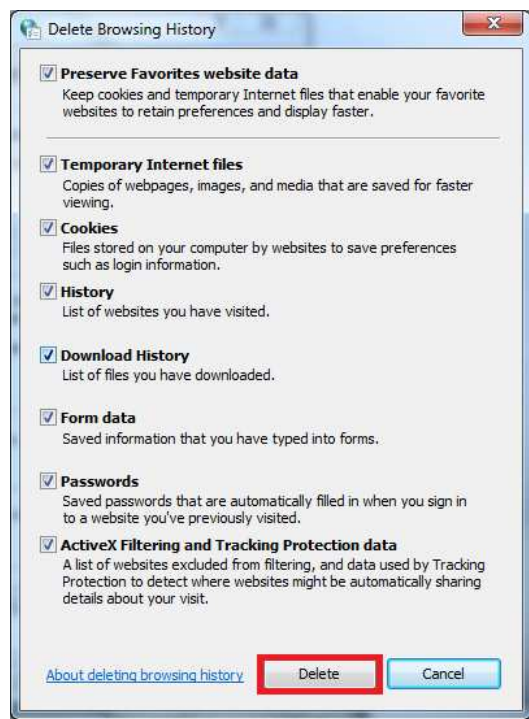 Delete Browsing History
Preserve Favorites website data
Keep cookies and temporary Internet files that enable your favorite
websites to retain preferences and display faster.
Temporary Internet files
Copies of webpages, images, and media that are saved for faster
viewing.
Cookies
Files stored on your computer by websites to save preferences
such as login information.
History
List of websites you have visited.
Download History
List of files you have downloaded.
Form data
Saved information that you have typed into forms.
Passwords
Saved passwords that are automatically filled in when you sign in
to a website you've previously visited.
ActiveX Filtering and Tracking Protection data
A list of websites excluded from filtering, and data used by Tracking
Protection to detect where websites might be automatically sharing
details about your visit.
About deleting browsing history Delete Cancel